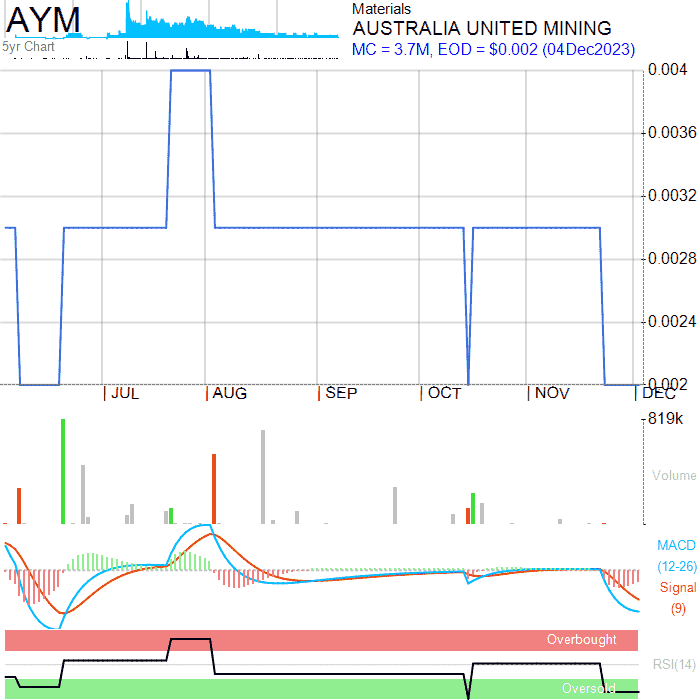 AYM
Materials
AUSTRALIA UNITED MINING
5yr Chart
MC = 3.7M, EOD = $0.002 (04Dec2023)
0.004
0.0036
0.0032
0.0028
0.0024
0.002
JUL AUG SEP OCT NOV DEC
819k
Volume
MACD
(12-26)
Signal
(9)
Overbought
RSI(14)
Oversold